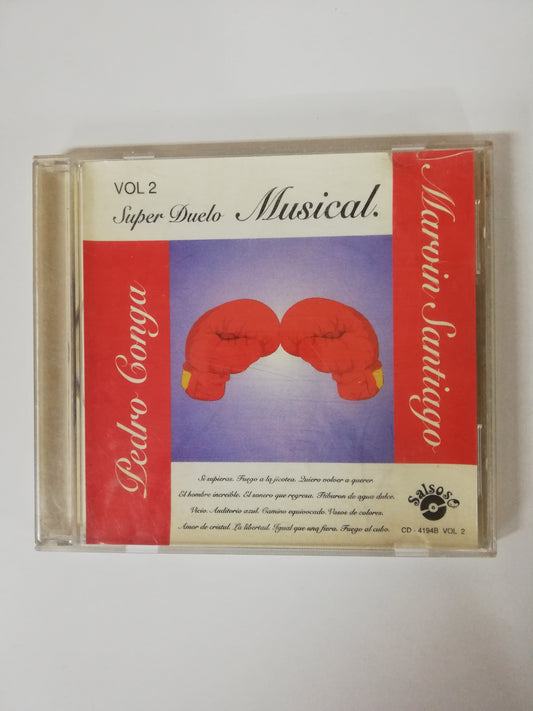 VOL 2
Super Duelo Musical.
Pedro Conga
Marvin Santiago
Si supieras. Fuego a la jicotea. Quiero volver a querer.
El hombre increible. El sonero que regresa. Tiburon de agua dulce.
Vicio. Auditorio azul. Camino equivocado. Vasos de colores.
Amor de cristal. La libertad. Igual que una fiera. Fuego al cubo.
Salsoso
CD - 4194B VOL 2